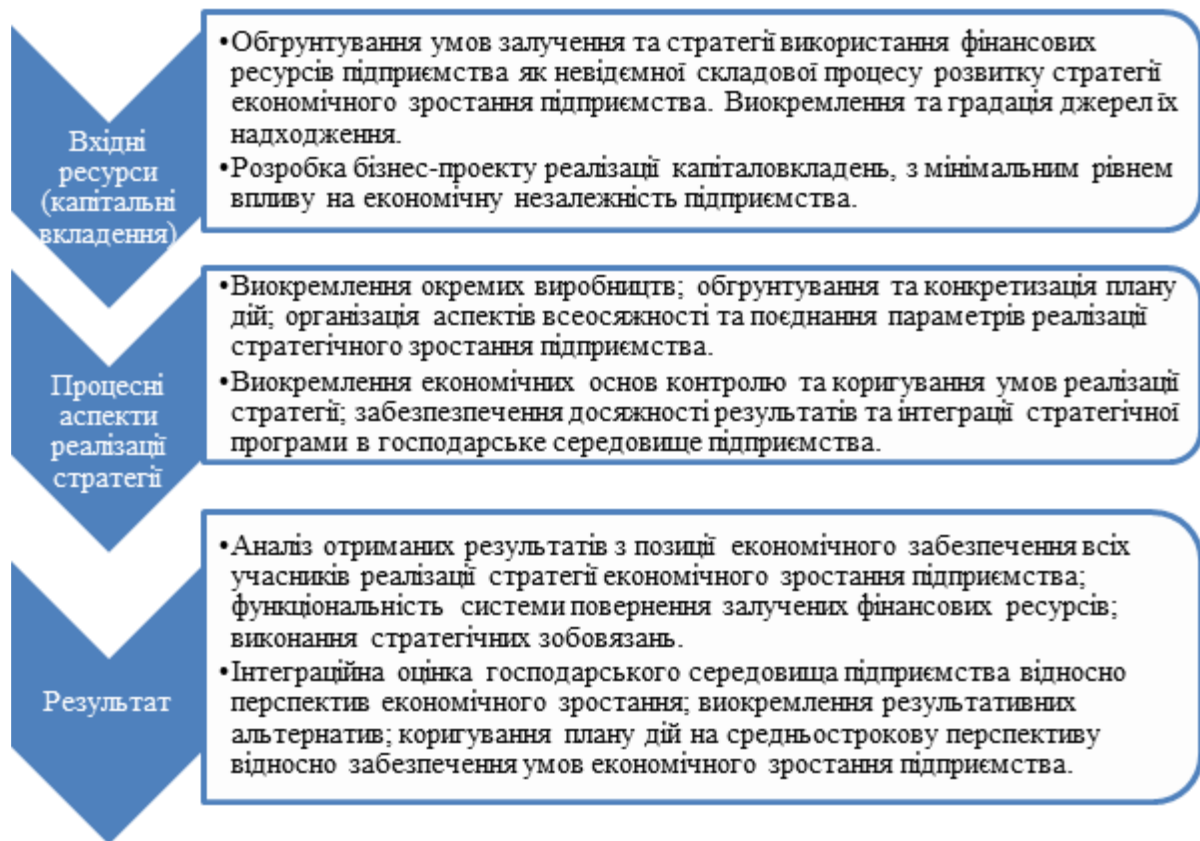 Вхідні
ресурси
(капітальні
вкладення)
•Обгрунтування умов залучення та стратегії використання фінансових
ресурсів підприємства як невідємної складової процесу розвитку стратегії
економічного зростання підприємства. Виокремлення та градація джерел їх
надходження.
•Розробка бізнес-проекту реалізації капіталовкладень, з мінімальним рівнем
впливу на економічну незалежність підприємства.
Процесні
аспекти
реалізації
стратегії
•Виокремлення окремих виробництв; обгрунтування та конкретизація плану
дій; організація аспектів всеосяжності та поєднання параметрів реалізації
стратегічного зростання підприємства.
•Виокремлення економічних основ контролю та коригування умов реалізації
стратегії; забезпезпечення досяжності результатів та інтеграції стратегічної
програми в господарське середовище підприємства.
Результат
•Аналіз отриманих результатів з позиції економічного забезпечення всіх
учасників реалізації стратегії економічного зростання підприємства;
функціональність системи повернення залучених фінансових ресурсів;
виконання стратегічних зобовязань.
•Інтеграційна оцінка господарського середовища підприємства відносно
перспектив економічного зростання; виокремлення результативних
альтернатив; коригування плану дій на средньострокову перспективу
відносно забезпечення умов економічного зростання підприємства.